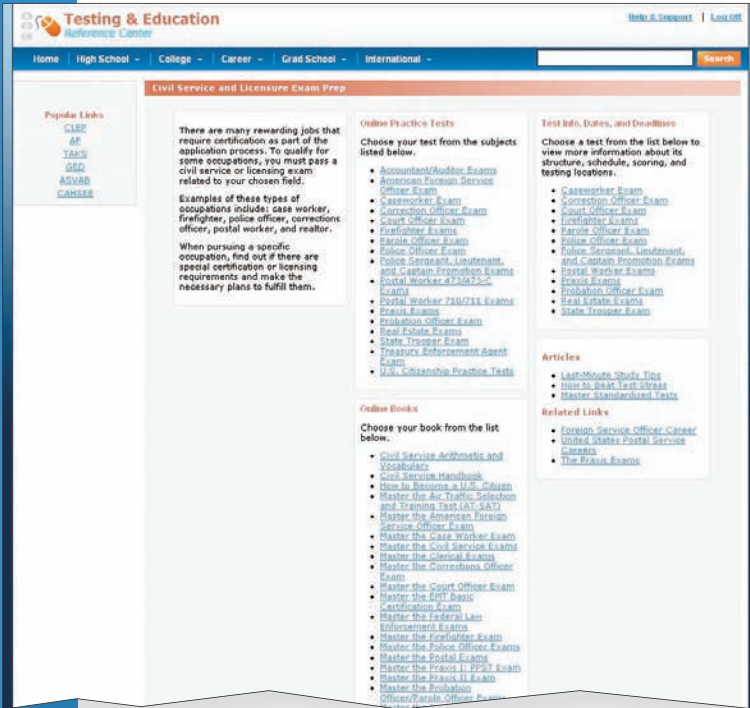 Testing & Education
Reference Center
Help & Support | Log Off
Home | High School | College | Career | Grad School | International
Search
Popular Links
CLEP
AP
TAKS
GED
ASVAB
CAHSEE
Civil Service and Licensure Exam Prep
There are many rewarding jobs that
require certification as part of the
application process. To qualify for
some occupations, you must pass a
civil service or licensing exam
related to your chosen field.
Examples of these types of
occupations include: case worker,
firefighter, police officer, corrections
officer, postal worker, and realtor.
When pursuing a specific
occupation, find out if there are
special certification or licensing
requirements and make the
necessary plans to fulfill them.
Online Practice Tests
Choose your test from the subjects
listed below.
Accountant/Auditor Exams
American Foreign Service
Officer Exam
Caseworker Exam
Correction Officer Exam
Court Officer Exam
Firefighter Exams
Parole Officer Exam
Police Officer Exam
Police Sergeant, Lieutenant,
and Captain Promotion Exams
Postal Worker 473/473-C
Exams
Postal Worker 710/711 Exams
Praxis Exams
Probation Officer Exam
Real Estate Exams
State Trooper Exam
Treasury Enforcement Agent
Exam
U.S. Citizenship Practice Tests
Online Books
Choose your book from the list
below.
Civil Service Arithmetic and
Vocabulary
Civil Service Handbook
How to Become a U.S. Citizen
Master the Air Traffic Selection
and Training Test (AT-SAT)
Master the American Foreign
Service Officer Exam
Master the Case Worker Exam
Master the Civil Service Exams
Master the Clerical Exams
Master the Corrections Officer
Exam
Master the Court Officer Exam
Master the EMT Basic
Certification Exam
Master the Federal Law
Enforcement Exams
Master the Firefighter Exam
Master the Police Officer Exams
Master the Postal Exams
Master the Praxis I: PPST Exam
Master the Praxis II Exam
Master the Probation
Officer/Parole Officer Exams
Test Info, Dates, and Deadlines
Choose a test from the list below to
view more information about its
structure, schedule, scoring, and
testing locations.
Caseworker Exam
Correction Officer Exam
Court Officer Exam
Firefighter Exams
Parole Officer Exam
Police Officer Exam
Police Sergeant, Lieutenant,
and Captain Promotion Exams
Postal Worker Exams
Praxis Exams
Probation Officer Exam
Real Estate Exams
State Trooper Exam
Articles
Last-Minute Study Tips
How to Beat Test Stress
Master Standardized Tests
Related Links
Foreign Service Officer Career
United States Postal Service
Careers
The Praxis Exams